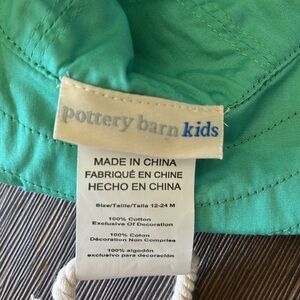 pottery barn kids
MADE IN CHINA
FABRIQUÉ EN CHINE
HECHO EN CHINA
Size/Taille/Talla 12-24 M
100% Cotton
Exclusiva Of Decoration
100% Coton
Décoration Non Comprise
100% algodón
exclusivo para decoración